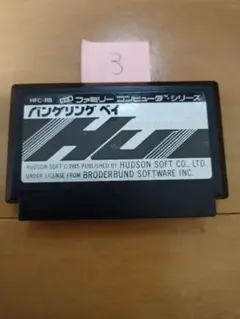 3
HFC-RB
ファミリー コンピュータ シリーズ
バンゲリング ベイ
HU
HUDSON SOFT ©1985 PUBLISHED BY HUDSON SOFT CO., LTD.
UNDER LICENSE FROM BRODERBUND SOFTWARE INC.